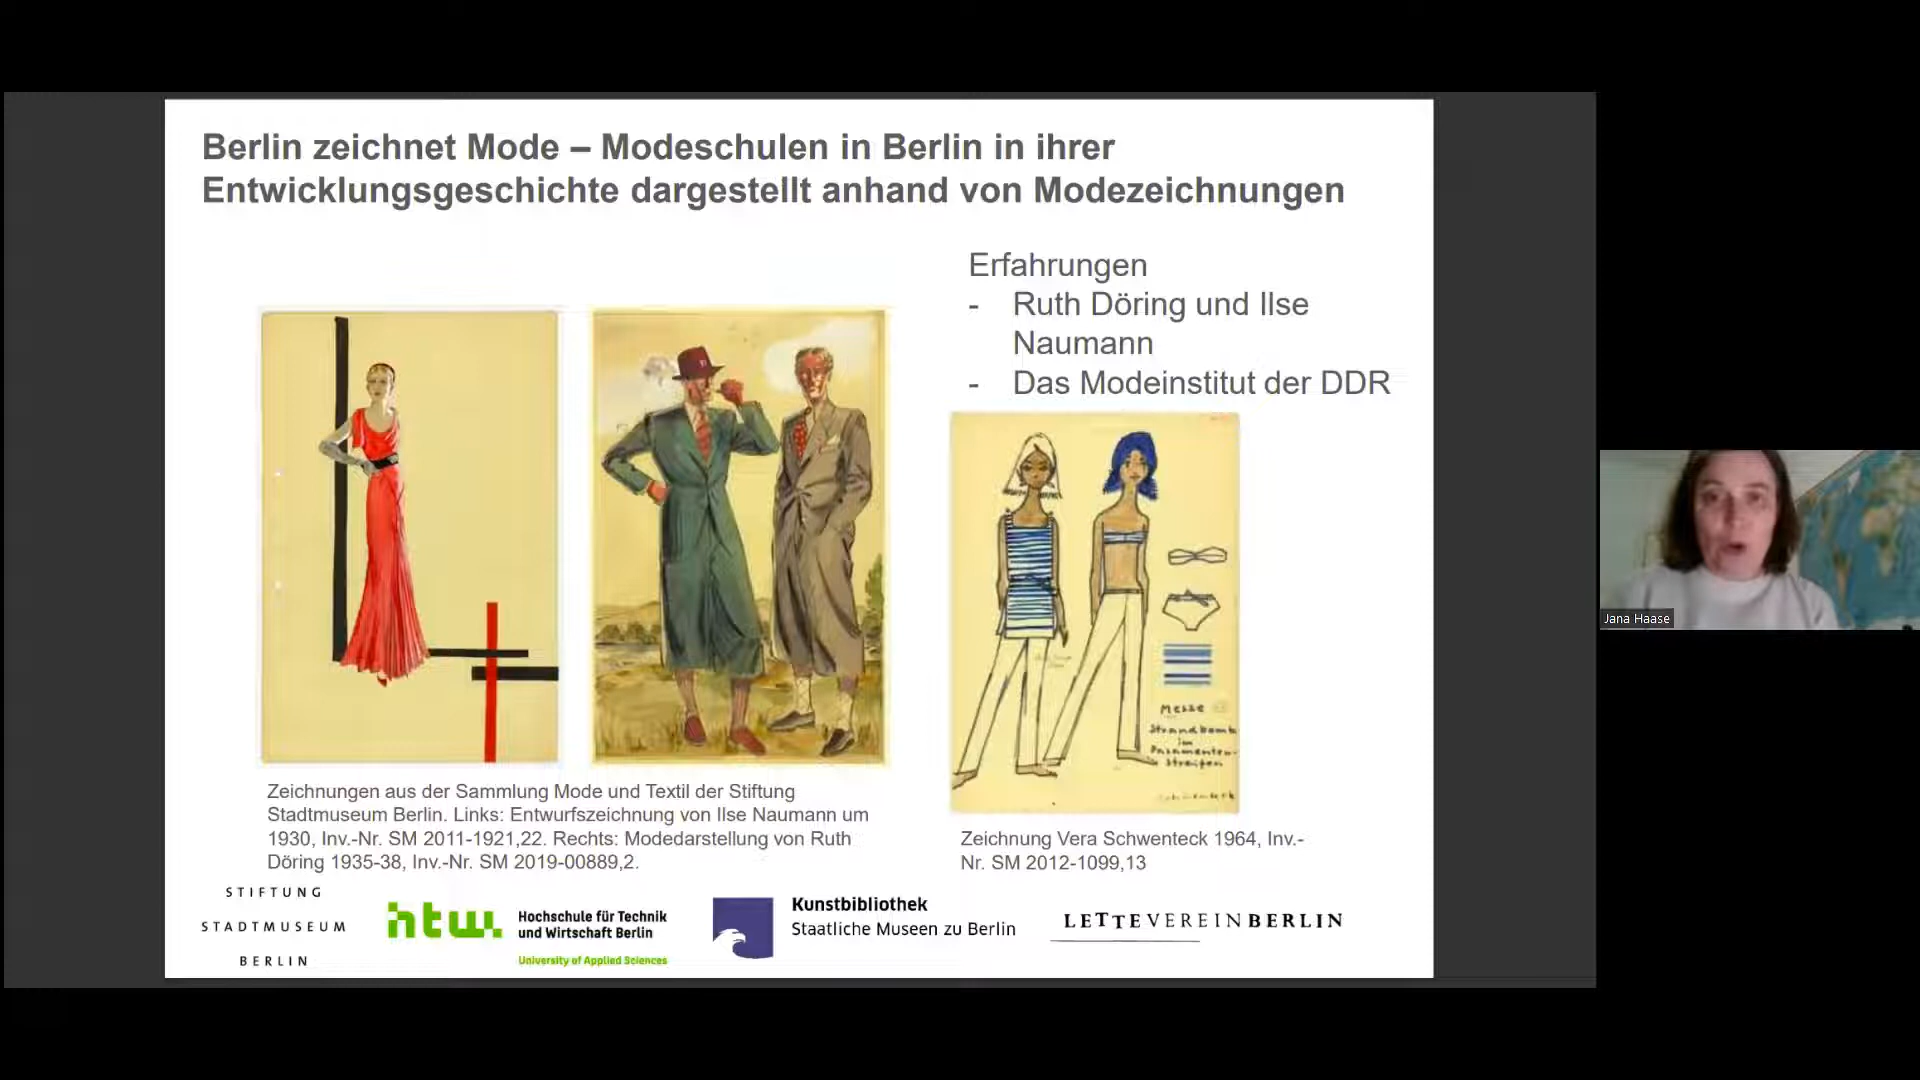 Berlin zeichnet Mode – Modeschulen in Berlin in ihrer
Entwicklungsgeschichte dargestellt anhand von Modezeichnungen
Erfahrungen
- Ruth Döring und Ilse
Naumann
- Das Modeinstitut der DDR
Messe
Strandkomb
im
Posamenten-
streifen
Zeichnungen aus der Sammlung Mode und Textil der Stiftung
Stadtmuseum Berlin. Links: Entwurfszeichnung von Ilse Naumann um
1930, Inv.-Nr. SM 2011-1921,22. Rechts: Modedarstellung von Ruth
Döring 1935-38, Inv.-Nr. SM 2019-00889,2.
Zeichnung Vera Schwenteck 1964, Inv.-
Nr. SM 2012-1099,13
STIFTUNG
STADTMUSEUM
BERLIN
htw.
Hochschule für Technik
und Wirtschaft Berlin
University of Applied Sciences
Kunstbibliothek
Staatliche Museen zu Berlin
LETTEVEREINBERLIN
Jana Haase